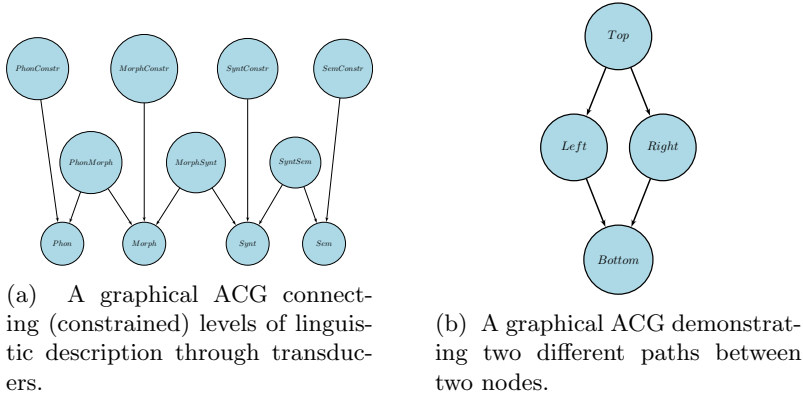 PhonConstr
MorphConstr
SyntConstr
SemConstr
PhonMorph
MorphSynt
SyntSem
Phon
Morph
Synt
Sem
(a) A graphical ACG connect-
ing (constrained) levels of linguis-
tic description through transduc-
ers.
Top
Left
Right
Bottom
(b) A graphical ACG demonstrat-
ing two different paths between
two nodes.